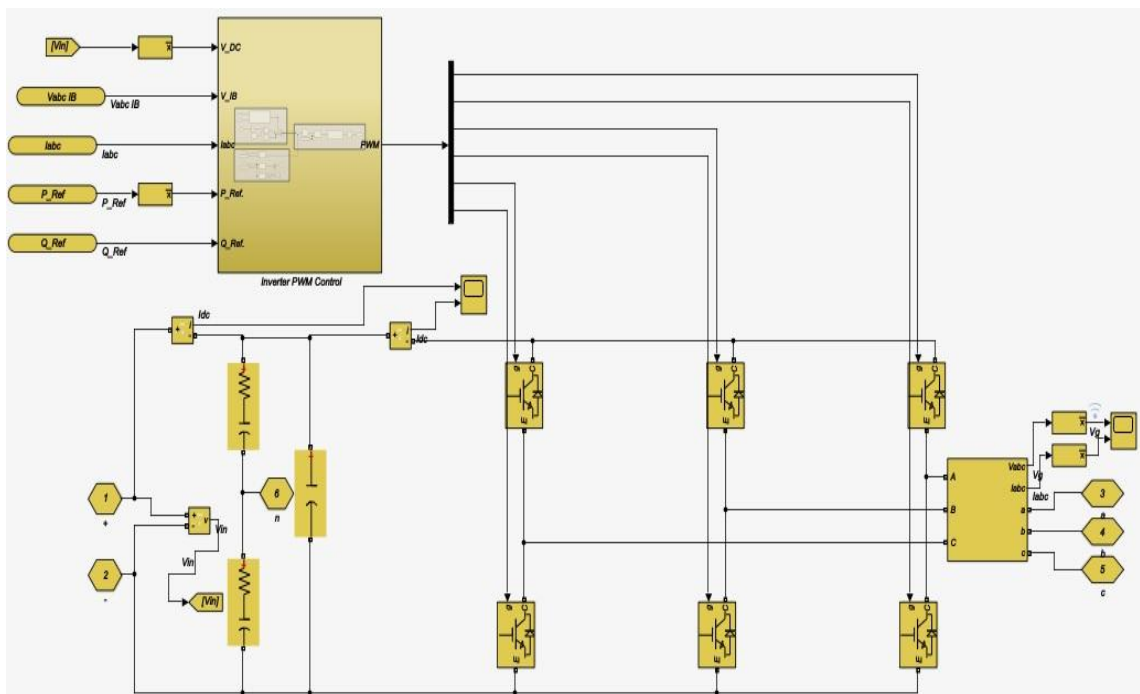 [Vin]
x
V_DC
Vabc IB
Vabc IB
V_IB
Iabc
Iabc
Iabc
PWM
P_Ref
P_Ref
x
P_Ref.
Q_Ref
Q_Ref
Q_Ref.
Inverter PWM Control
Idc
+
i
-
+
i
-
Idc
g
C
E
g
C
E
g
C
E
x
Vg
x
Vabc
Vg
Iabc
Iabc
A
B
C
a
b
c
3
a
4
b
5
c
1
+
2
-
+
-
v
Vin
Vin
[Vin]
6
n
+
+
+
g
C
E
g
C
E
g
C
E